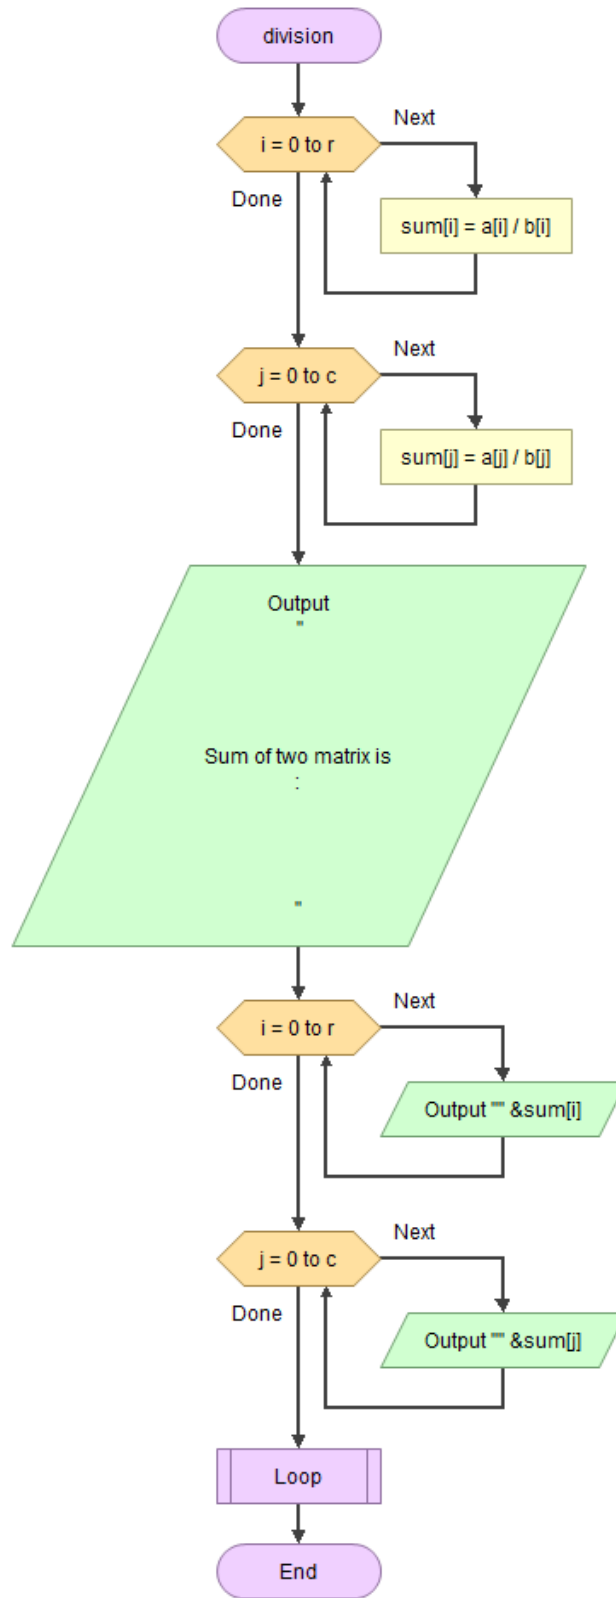 division
i = 0 to r
Next
Done
sum[i] = a[i] / b[i]
j = 0 to c
Next
Done
sum[j] = a[j] / b[j]
Output
"
Sum of two matrix is
:
"
i = 0 to r
Next
Done
Output "" &sum[i]
j = 0 to c
Next
Done
Output "" &sum[j]
Loop
End